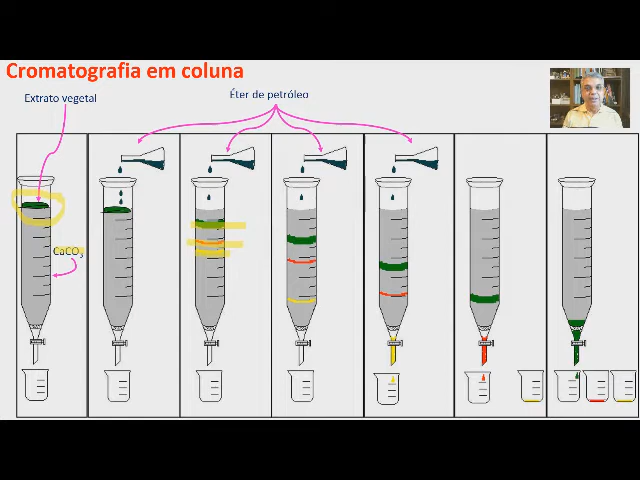 Cromatografia em coluna
Extrato vegetal
Éter de petróleo
CaCO₃